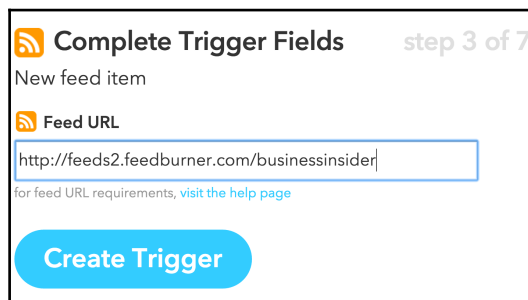 Complete Trigger Fields step 3 of 7
New feed item
Feed URL
http://feeds2.feedburner.com/businessinsider
for feed URL requirements, visit the help page
Create Trigger